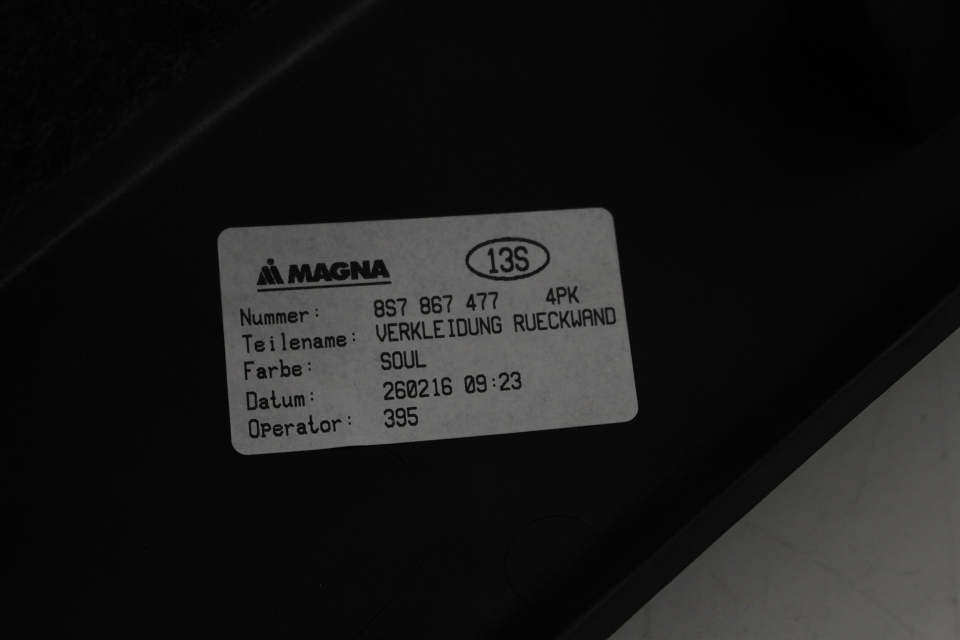 MAGNA 13S
Nummer: 8S7 867 477 4PK
Teilename: VERKLEIDUNG RUECKWAND
Farbe: SOUL
Datum: 260216 09:23
Operator: 395